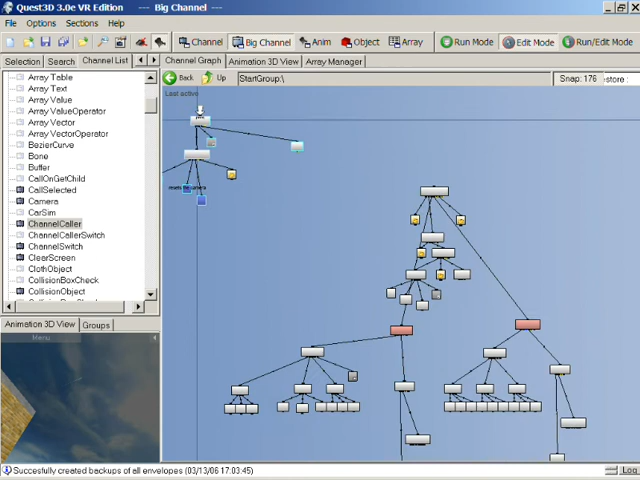 Quest3D 3.0e VR Edition - Big Channel
File Options Sections Help
Channel Big Channel Anim Object Array Run Mode Edit Mode Run/Edit Mode
Selection Search Channel List Channel Graph Animation 3D View Array Manager
Back Up StartGroup:\ Snap: 176 estore :
Last active
Array Table
Array Text
Array Value
Array ValueOperator
Array Vector
Array VectorOperator
BezierCurve
Bone
Buffer
CallOnGetChild
CallSelected
Camera
CarSim
ChannelCaller
ChannelCallerSwitch
ChannelSwitch
ClearScreen
ClothObject
CollisionBoxCheck
CollisionObject
Animation 3D View Groups
Menu
Succesfully created backups of all envelopes (03/13/06 17:03:45) Log